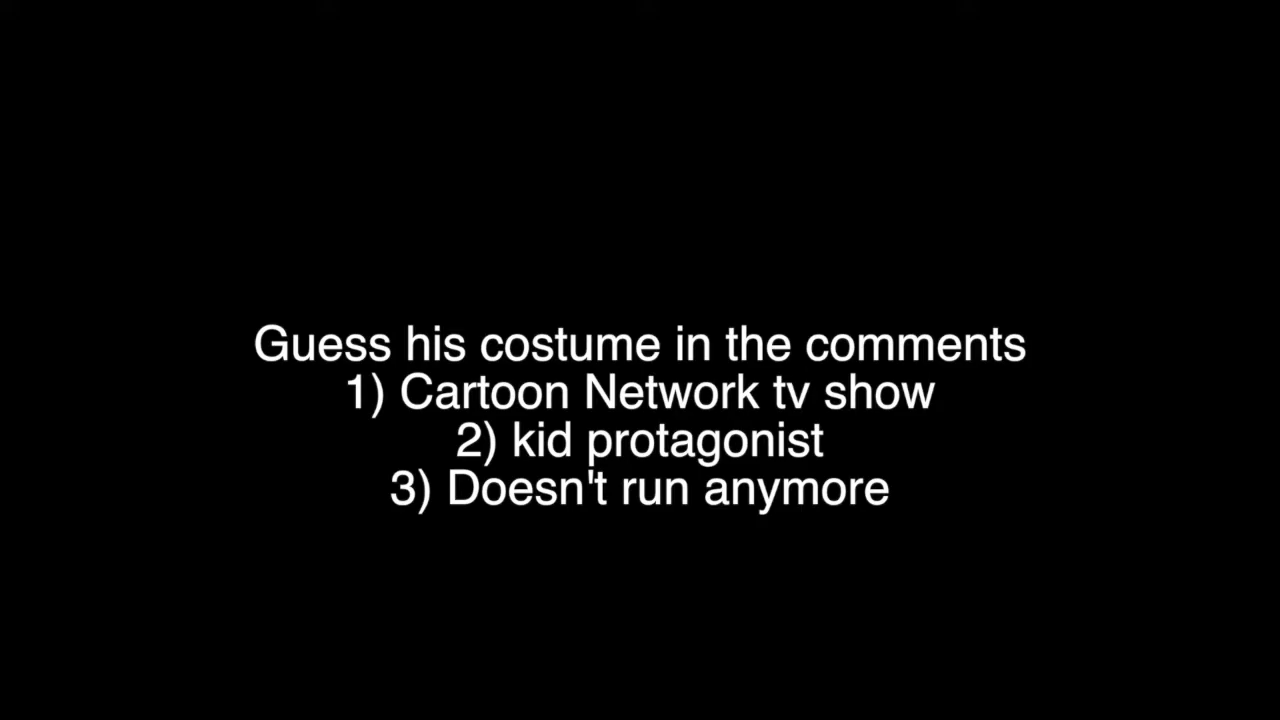 Guess his costume in the comments
1) Cartoon Network tv show
2) kid protagonist
3) Doesn't run anymore